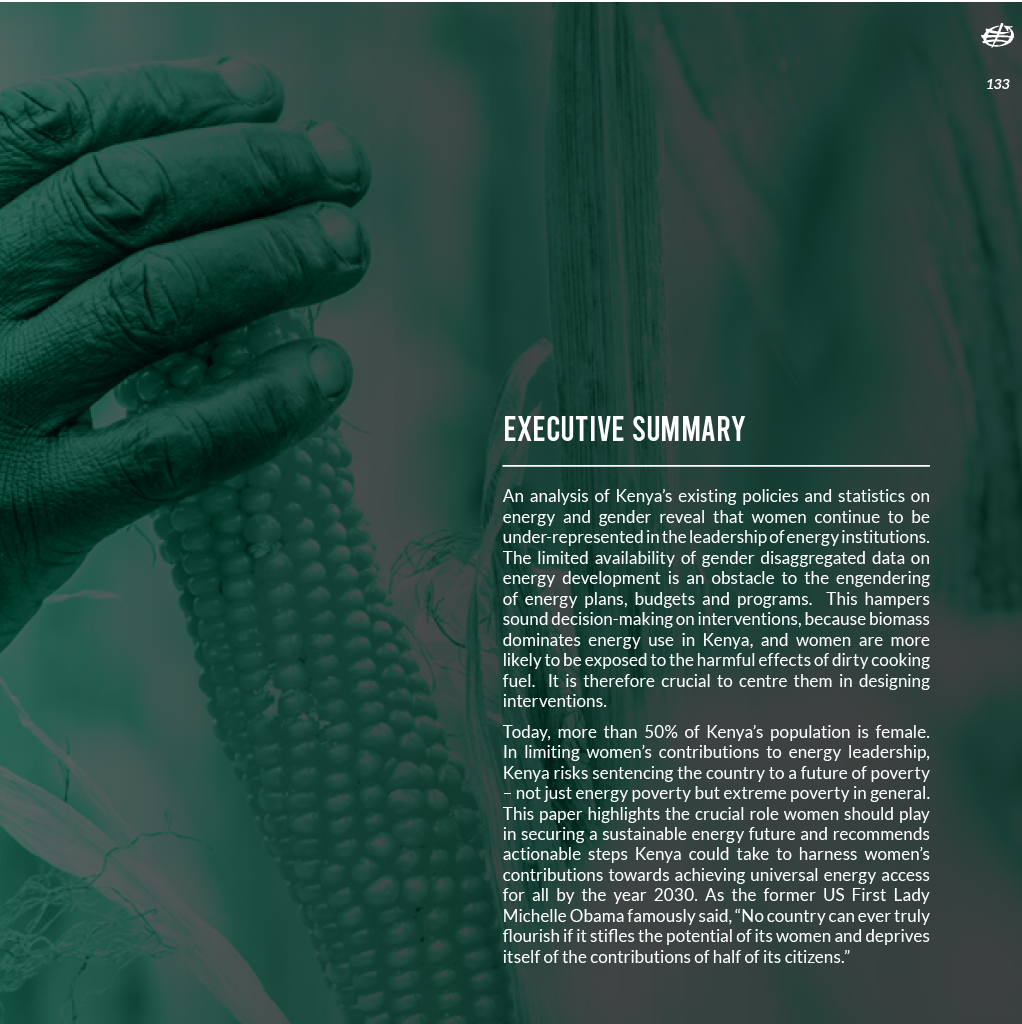 133
EXECUTIVE SUMMARY
An analysis of Kenya’s existing policies and statistics on
energy and gender reveal that women continue to be
under-represented in the leadership of energy institutions.
The limited availability of gender disaggregated data on
energy development is an obstacle to the engendering
of energy plans, budgets and programs.  This hampers
sound decision-making on interventions, because biomass
dominates energy use in Kenya, and women are more
likely to be exposed to the harmful effects of dirty cooking
fuel.  It is therefore crucial to centre them in designing
interventions.
Today, more than 50% of Kenya’s population is female.
In limiting women’s contributions to energy leadership,
Kenya risks sentencing the country to a future of poverty
– not just energy poverty but extreme poverty in general.
This paper highlights the crucial role women should play
in securing a sustainable energy future and recommends
actionable steps Kenya could take to harness women’s
contributions towards achieving universal energy access
for all by the year 2030. As the former US First Lady
Michelle Obama famously said, “No country can ever truly
flourish if it stifles the potential of its women and deprives
itself of the contributions of half of its citizens.”